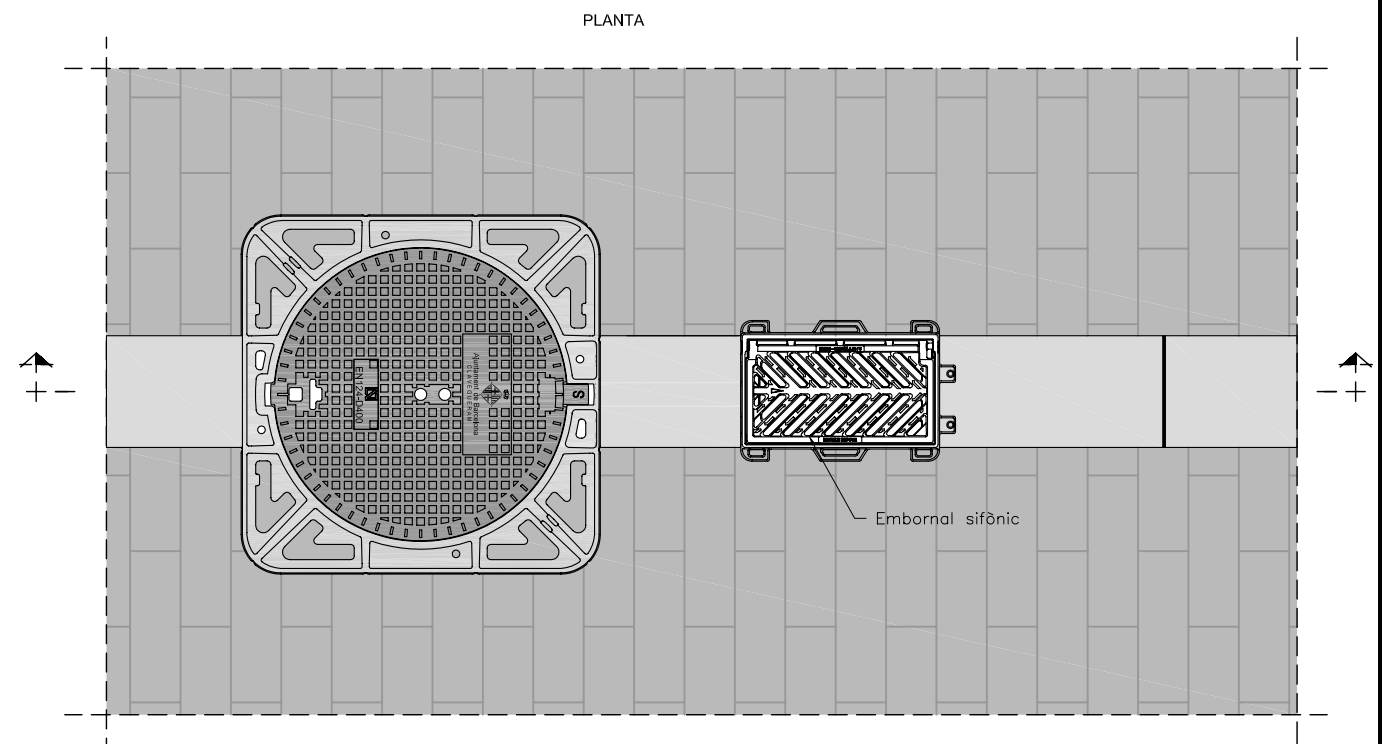 PLANTA
EN124-D400
Ajuntament de Barcelona
CLAVEGUERAM
S
Embornal sifònic